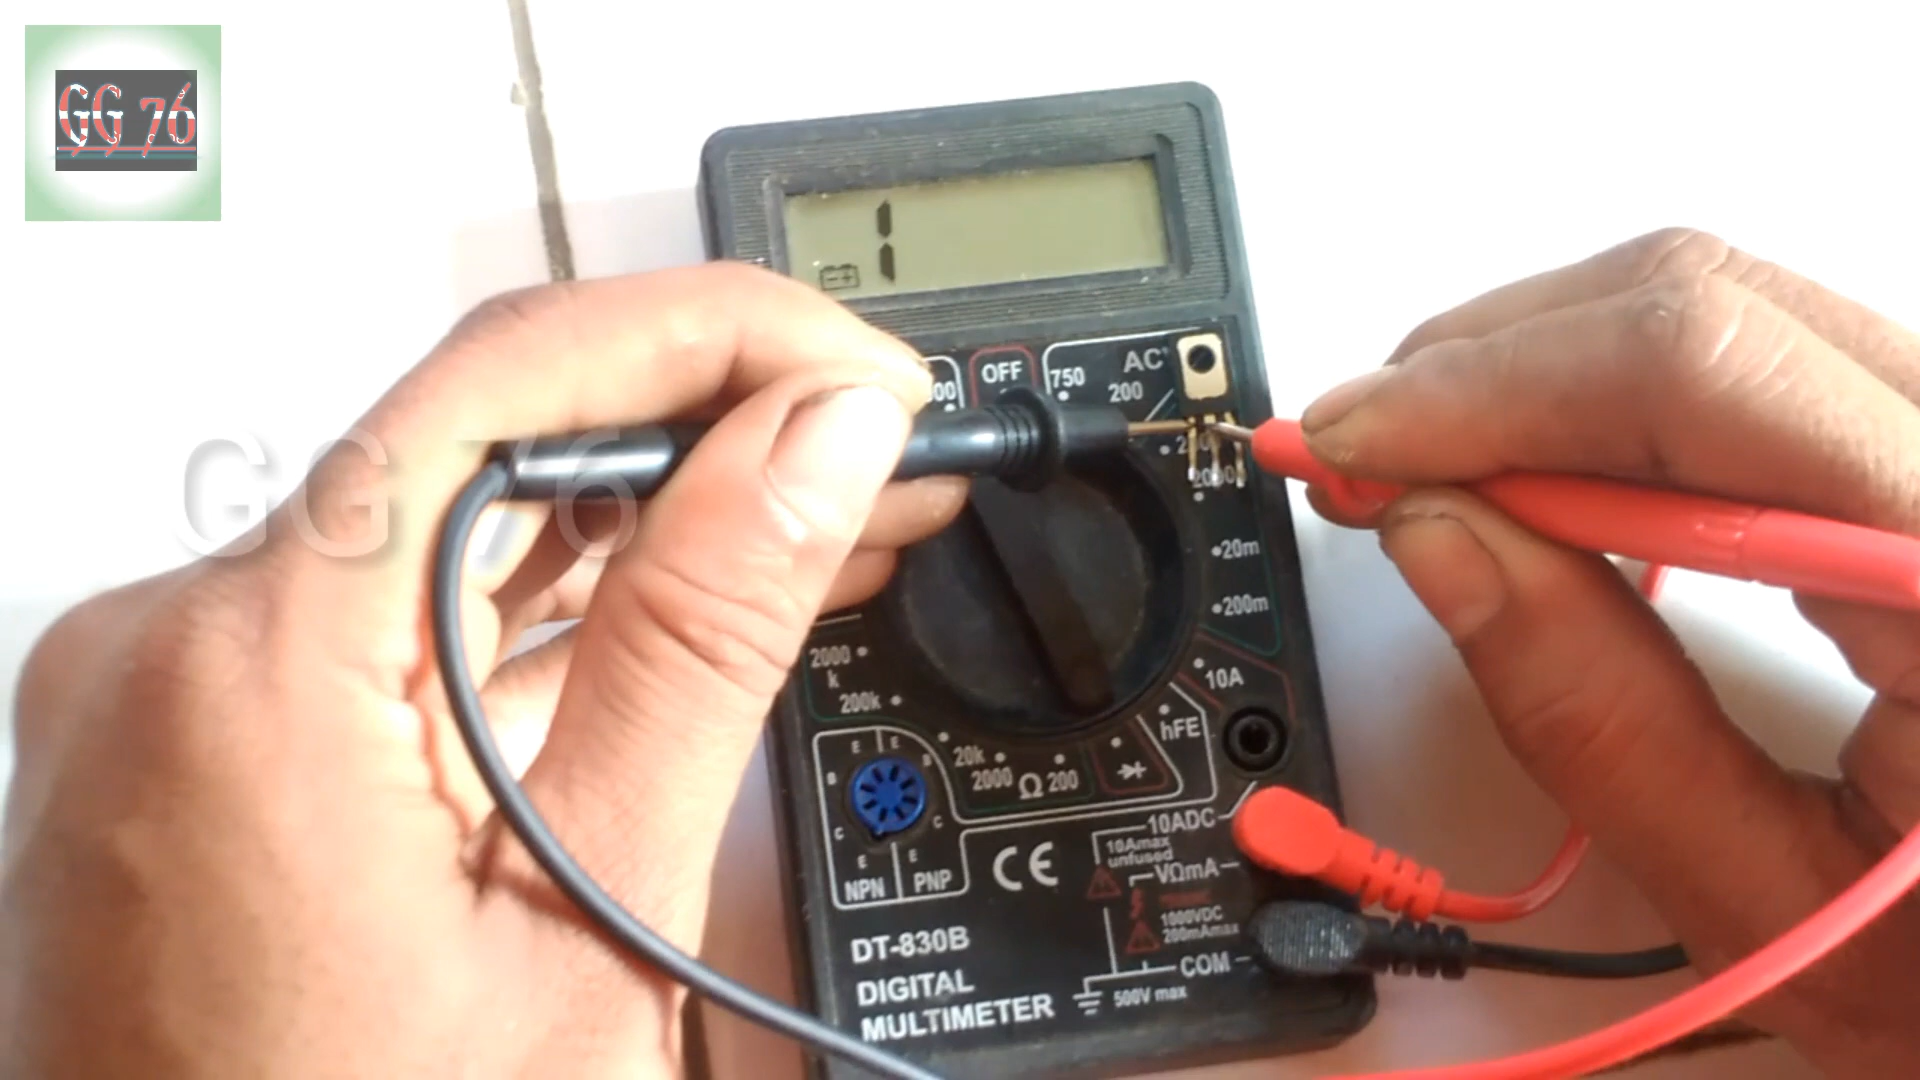 GG 76
1
OFF
750
AC
200
GG 76
20m
200m
10A
hFE
2000
k
200k
20k
2000 Ω 200
E E
B B
C C
E E
NPN PNP
10ADC
10Amax
unfused
VΩmA
1000VDC
200mAmax
COM
500V max
CE
DT-830B
DIGITAL
MULTIMETER